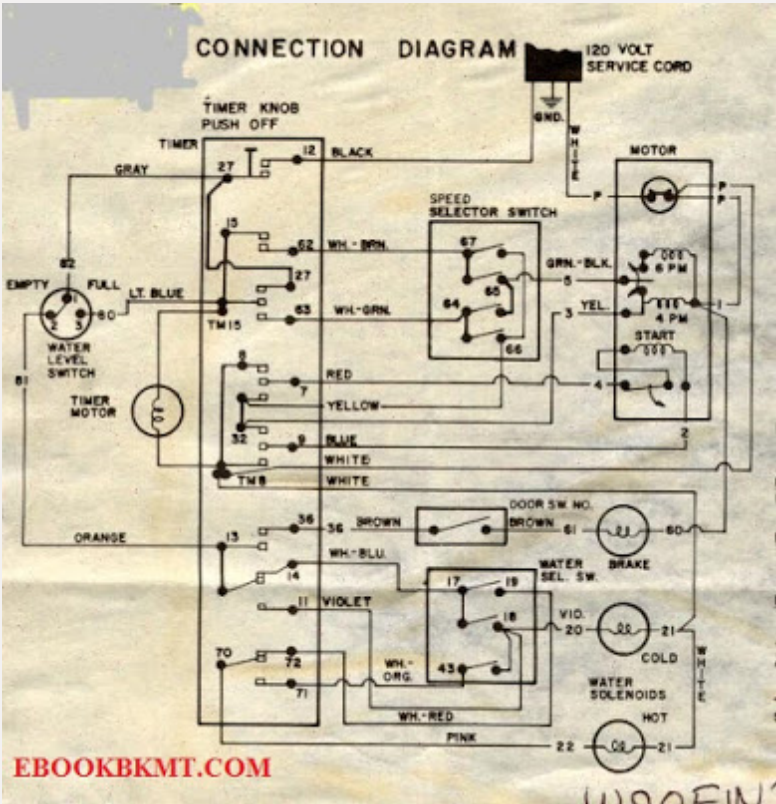 CONNECTION DIAGRAM
120 VOLT
SERVICE CORD
GND.
WHITE
TIMER KNOB
PUSH OFF
TIMER
12 BLACK
GRAY
27
MOTOR
P
P
P
SPEED
SELECTOR SWITCH
15
62 WH.-BRN.
67
GRN.-BLK.
5
6 PM
82
27
65
EMPTY
FULL
LT. BLUE
1
2
3
80
63 WH-GRN.
64
3 YEL.
4 PM
1
TM15
66
START
WATER
LEVEL
SWITCH
81
8
RED
7
4
TIMER
MOTOR
YELLOW
32
9 BLUE
2
WHITE
TM8
WHITE
DOOR SW. NO.
36
36 BROWN
BROWN 61
60
ORANGE
13
BRAKE
WH.-BLU.
14
WATER
SEL. SW.
17
19
11 VIOLET
18
VIO.
20
21
COLD
70
72
WH.-
ORG.
43
WHITE
71
WATER
SOLENOIDS
WH.-RED
HOT
PINK
22
21
EBOOKBKMT.COM